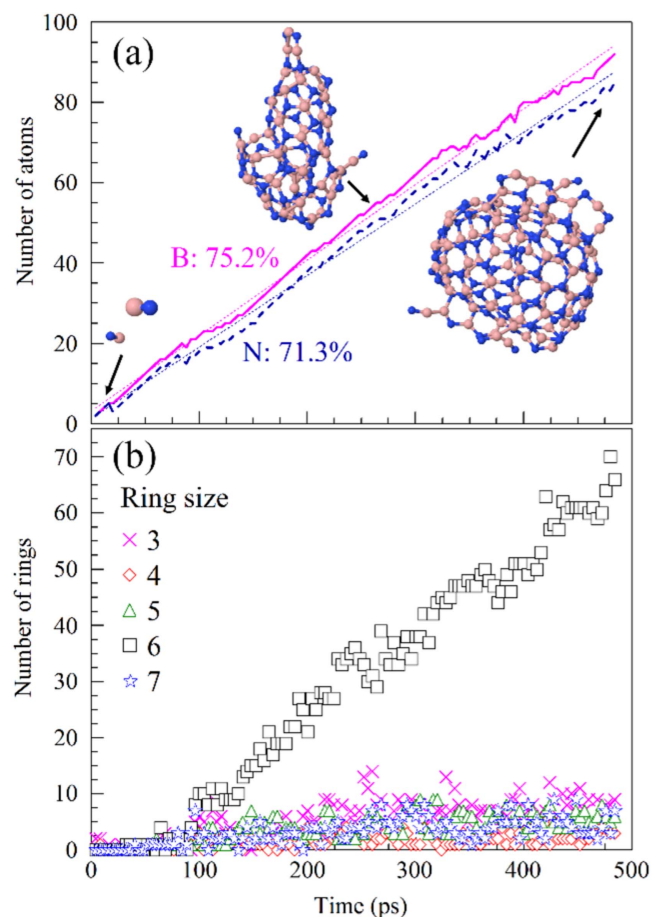 (a)
100
80
60
40
20
0
Number of atoms
B: 75.2%
N: 71.3%
(b)
70
60
50
40
30
20
10
0
Number of rings
Ring size
3
4
5
6
7
0 100 200 300 400 500
Time (ps)